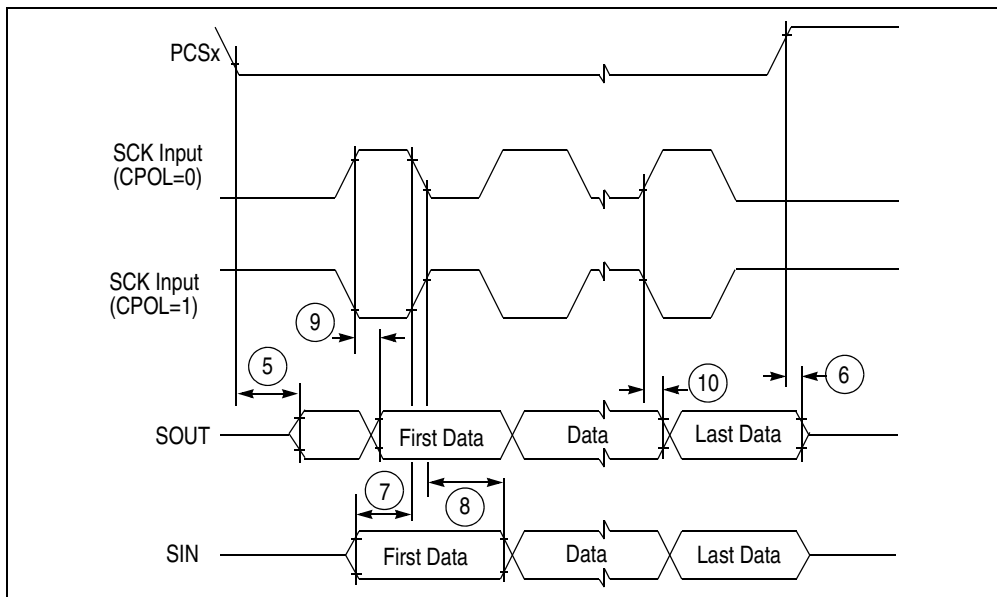 PCSx
SCK Input
(CPOL=0)
SCK Input
(CPOL=1)
9
5
10
6
SOUT
First Data
Data
Last Data
7
8
SIN
First Data
Data
Last Data